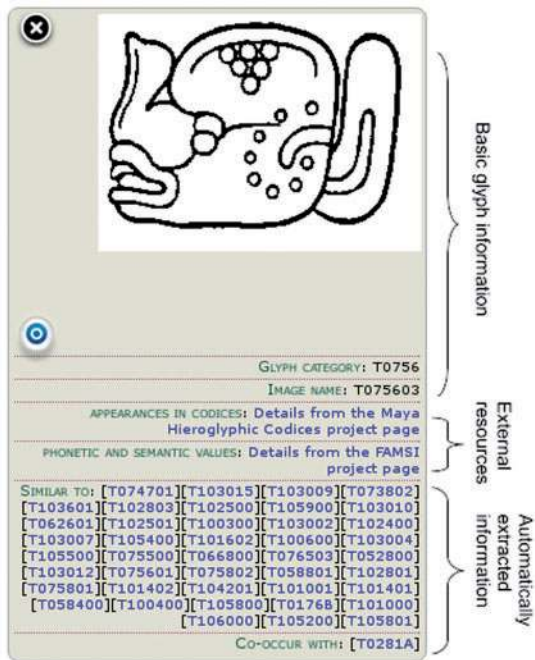 GLYPH CATEGORY: T0756
IMAGE NAME: T075603
APPEARANCES IN CODICES: Details from the Maya
Hieroglyphic Codices project page
PHONETIC AND SEMANTIC VALUES: Details from the FAMSI
project page
SIMILAR TO: [T074701][T103015][T103009][T073802]
[T103601][T102803][T102500][T105900][T103010]
[T062601][T102501][T100300][T103002][T102400]
[T103007][T105400][T101602][T100600][T103004]
[T105500][T075500][T066800][T076503][T052800]
[T103012][T075601][T075802][T058801][T102801]
[T075801][T101402][T104201][T101001][T101401]
[T058400][T100400][T105800][T0176B][T101000]
[T106000][T105200][T105801]
CO-OCCUR WITH: [T0281A]
Basic glyph information
External
resources
Automatically
extracted
information